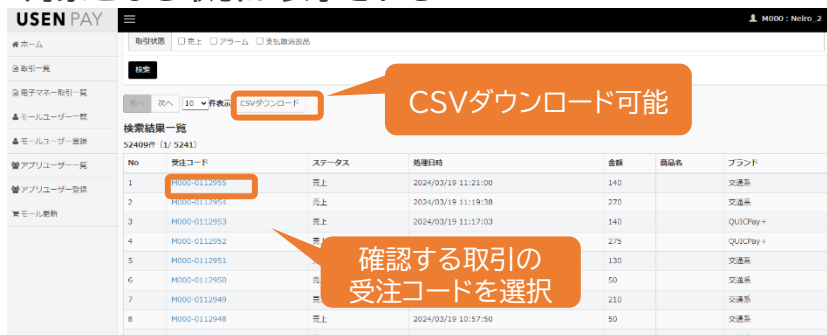 USEN PAY
M000 : Neiro_2
ホーム
取引一覧
電子マネー取引一覧
モールユーザー一覧
モールユーザー登録
アプリユーザー一覧
アプリユーザー登録
モール更新
取引状態 売上 アラーム 支払取消返品
検索
前へ 次へ 10 件表示 CSVダウンロード
CSVダウンロード可能
検索結果一覧
52409件 (1/ 5241)
No 受注コード ステータス 処理日時 金額 商品名 ブランド
1 M000-0112955 売上 2024/03/19 11:21:00 140 交通系
2 M000-0112954 売上 2024/03/19 11:19:38 270 交通系
3 M000-0112953 売上 2024/03/19 11:17:03 140 QUICPay+
4 M000-0112952 売上 275 QUICPay+
5 M000-0112951 130 交通系
6 M000-0112950 50 交通系
7 M000-0112949 210 交通系
8 M000-0112948 売上 2024/03/19 10:57:50 50 交通系
確認する取引の
受注コードを選択